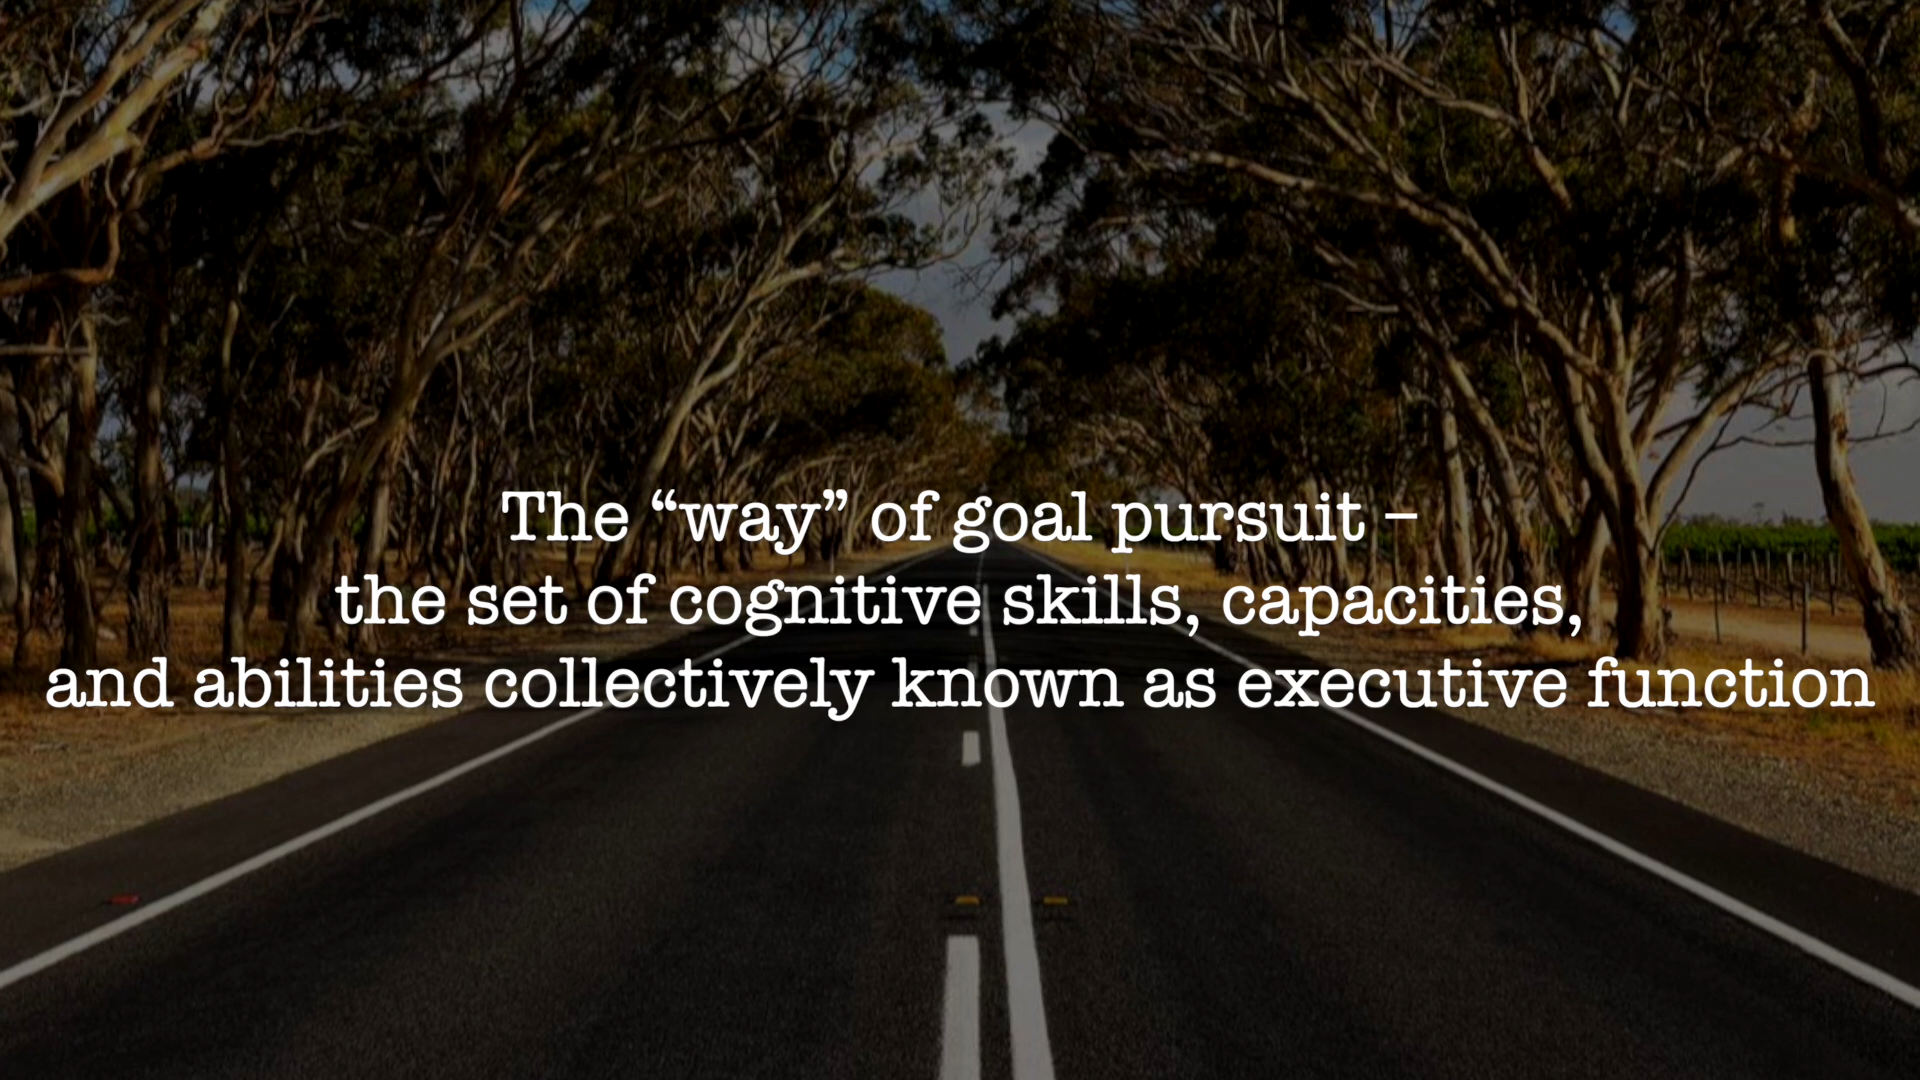 The “way” of goal pursuit –
the set of cognitive skills, capacities,
and abilities collectively known as executive function